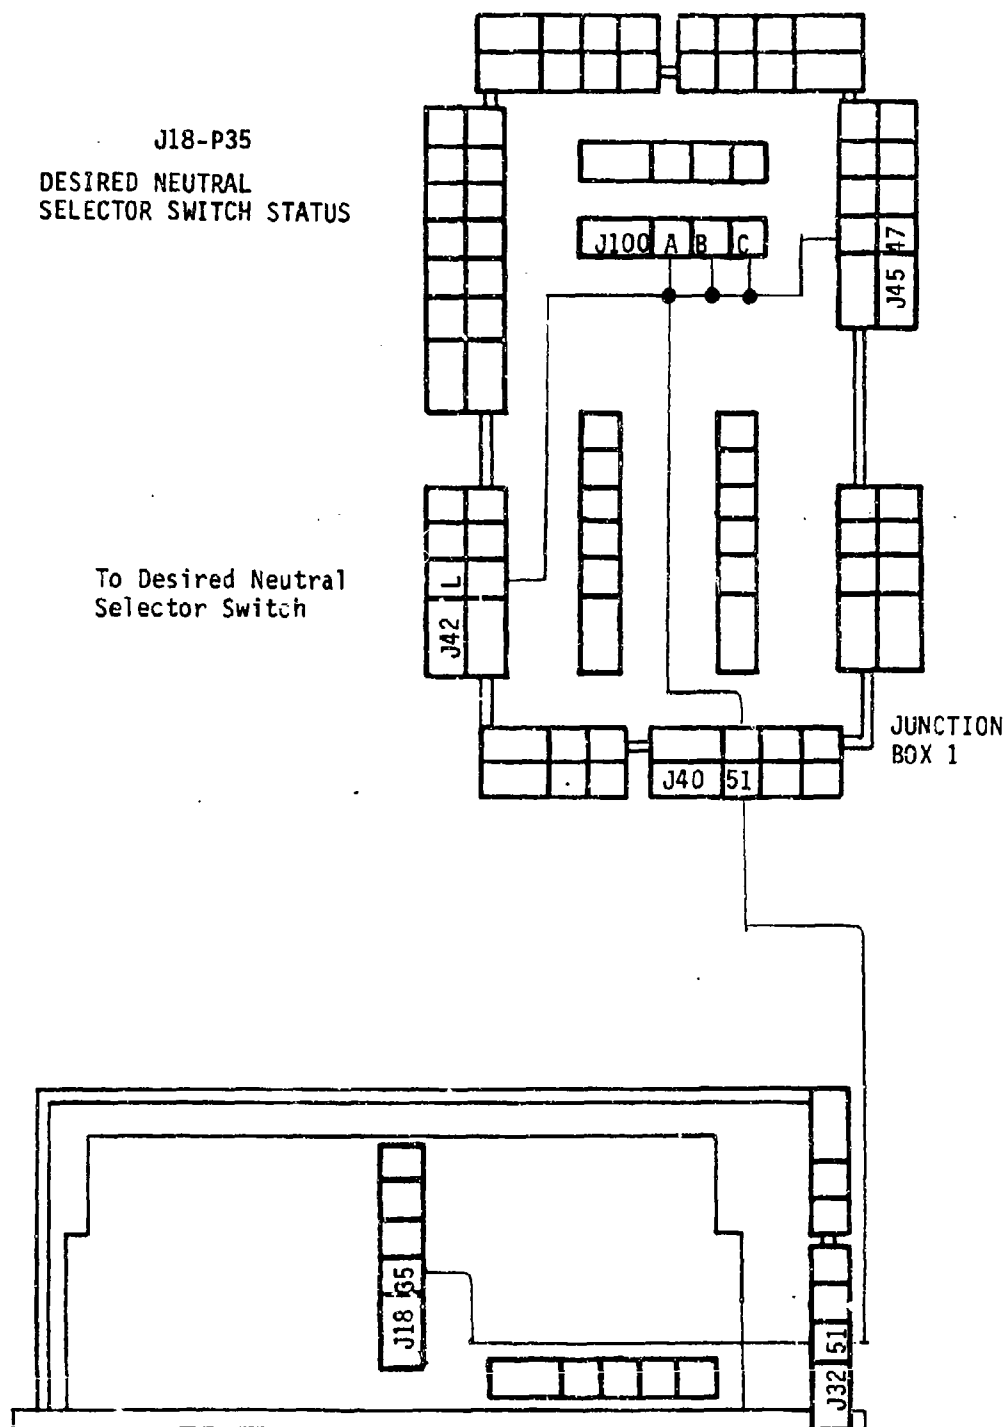 J18-P35
DESIRED NEUTRAL
SELECTOR SWITCH STATUS
J100 A B C
J45 47
To Desired Neutral
Selector Switch
J42 L
JUNCTION
BOX 1
J40 51
J18 35
J32 51